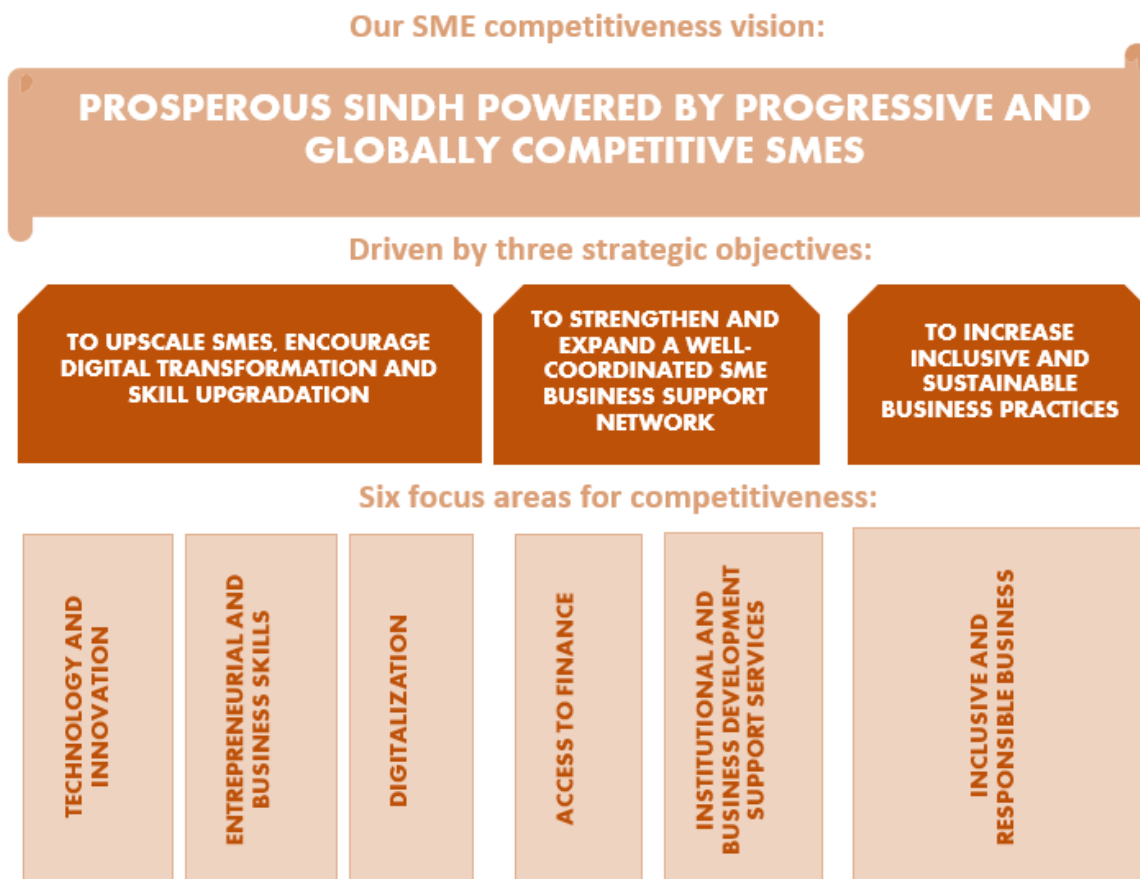 Our SME competitiveness vision:
PROSPEROUS SINDH POWERED BY PROGRESSIVE AND
GLOBALLY COMPETITIVE SMES
Driven by three strategic objectives:
TO UPSCALE SMES, ENCOURAGE
DIGITAL TRANSFORMATION AND
SKILL UPGRADATION
TO STRENGTHEN AND
EXPAND A WELL-
COORDINATED SME
BUSINESS SUPPORT
NETWORK
TO INCREASE
INCLUSIVE AND
SUSTAINABLE
BUSINESS PRACTICES
Six focus areas for competitiveness:
TECHNOLOGY AND
INNOVATION
ENTREPRENEURIAL AND
BUSINESS SKILLS
DIGITALIZATION
ACCESS TO FINANCE
INSTITUTIONAL AND
BUSINESS DEVELOPMENT
SUPPORT SERVICES
INCLUSIVE AND
RESPONSIBLE BUSINESS